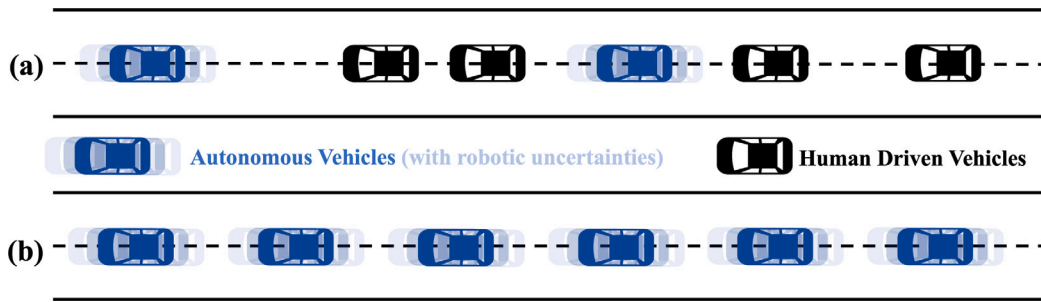 (a)
Autonomous Vehicles (with robotic uncertainties)
Human Driven Vehicles
(b)